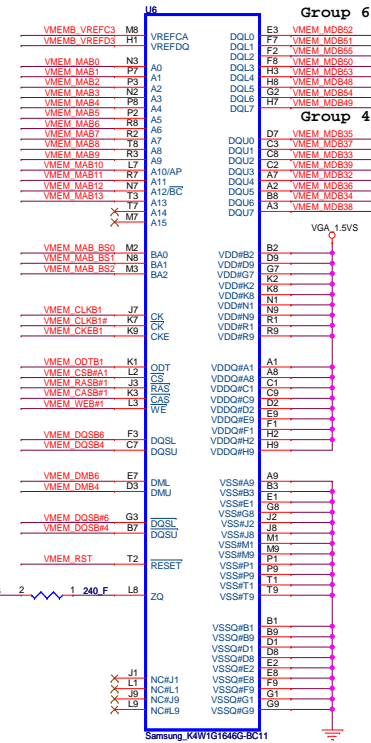 U6
Group 6
VMEMB_VREFC3 M8 VREFCA DQL0 E3 VMEM_MDB52
VMEMB_VREFD3 H1 VREFDQ DQL1 F7 VMEM_MDB51
DQL2 F2 VMEM_MDB55
VMEM_MAB0 N3 A0 DQL3 F8 VMEM_MDB50
VMEM_MAB1 P7 A1 DQL4 H3 VMEM_MDB53
VMEM_MAB2 P3 A2 DQL5 H8 VMEM_MDB48
VMEM_MAB3 N2 A3 DQL6 G2 VMEM_MDB54
VMEM_MAB4 P8 A4 DQL7 H7 VMEM_MDB49
VMEM_MAB5 P2 A5
Group 4
VMEM_MAB6 R8 A6
VMEM_MAB7 R2 A7 DQU0 D7 VMEM_MDB35
VMEM_MAB8 T8 A8 DQU1 C3 VMEM_MDB37
VMEM_MAB9 R3 A9 DQU2 C8 VMEM_MDB33
VMEM_MAB10 L7 A10/AP DQU3 C2 VMEM_MDB39
VMEM_MAB11 R7 A11 DQU4 A7 VMEM_MDB32
VMEM_MAB12 N7 A12/BC DQU5 A2 VMEM_MDB36
VMEM_MAB13 T3 A13 DQU6 B8 VMEM_MDB34
T7 A14 DQU7 A3 VMEM_MDB38
M7 A15
VGA_1.5VS
VMEM_MAB_BS0 M2 BA0 VDD#B2 B2
VMEM_MAB_BS1 N8 BA1 VDD#D9 D9
VMEM_MAB_BS2 M3 BA2 VDD#G7 G7
VDD#K2 K2
VDD#K8 K8
VDD#N1 N1
VMEM_CLKB1 J7 CK VDD#N9 N9
VMEM_CLKB1# K7 CK VDD#R1 R1
VMEM_CKEB1 K9 CKE VDD#R9 R9
VMEM_ODTB1 K1 ODT VDDQ#A1 A1
VMEM_CSB#A1 L2 CS VDDQ#A8 A8
VMEM_RASB#1 J3 RAS VDDQ#C1 C1
VMEM_CASB#1 K3 CAS VDDQ#C9 C9
VMEM_WEB#1 L3 WE VDDQ#D2 D2
VDDQ#E9 E9
VDDQ#F1 F1
VMEM_DQSB6 F3 DQSL VDDQ#H2 H2
VMEM_DQSB4 C7 DQSU VDDQ#H9 H9
VMEM_DMB6 E7 DML VSS#A9 A9
VMEM_DMB4 D3 DMU VSS#B3 B3
VSS#E1 E1
VSS#G8 G8
VMEM_DQSB#6 G3 DQSL VSS#J2 J2
VMEM_DQSB#4 B7 DQSU VSS#J8 J8
VSS#M1 M1
VSS#M9 M9
VMEM_RST T2 RESET VSS#P1 P1
VSS#P9 P9
VSS#T1 T1
2 1 240_F L8 ZQ VSS#T9 T9
VSSQ#B1 B1
VSSQ#B9 B9
VSSQ#D1 D1
VSSQ#D8 D8
VSSQ#E2 E2
J1 NC#J1 VSSQ#E8 E8
L1 NC#L1 VSSQ#F9 F9
J9 NC#J9 VSSQ#G1 G1
L9 NC#L9 VSSQ#G9 G9
Samsung_K4W1G1646G-BC11